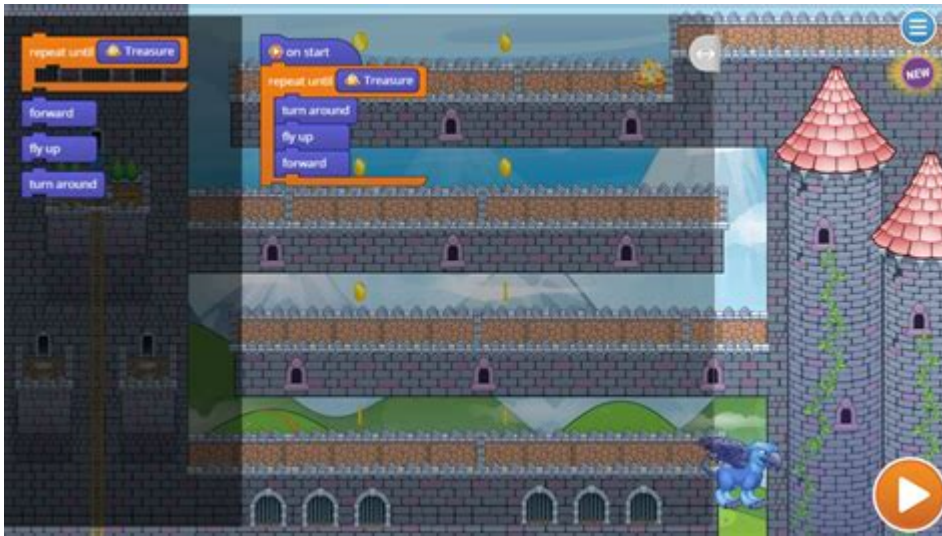 repeat until Treasure
forward
fly up
turn around
on start
repeat until Treasure
turn around
fly up
forward
NEW